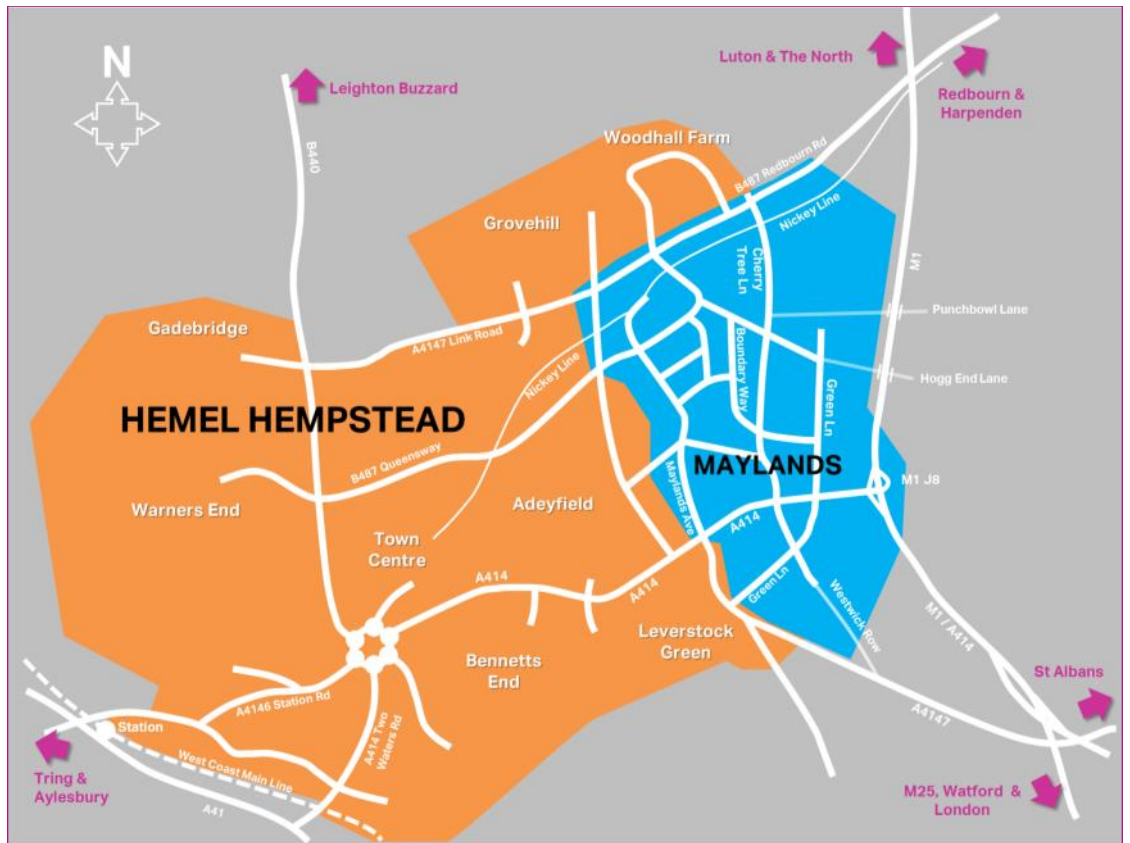 N
Luton & The North
Leighton Buzzard
Redbourn &
Harpenden
B440
Woodhall Farm
B487 Redbourn Rd
Nickey Line
Grovehill
Cherry
Tree Ln
M1
Gadebridge
Punchbowl Lane
A4147 Link Road
Nickey Line
Boundary Way
Hogg End Lane
Green Ln
HEMEL HEMPSTEAD
B487 Queensway
MAYLANDS
Maylands Ave
M1 J8
Warners End
Adeyfield
A414
Town
Centre
A414
A414
Green Ln
Westwick Row
M1 / A414
Leverstock
Green
Bennetts
End
St Albans
A4146 Station Rd
A414 Two
Waters Rd
A4147
Station
West Coast Main Line
Tring &
Aylesbury
A41
M25, Watford &
London